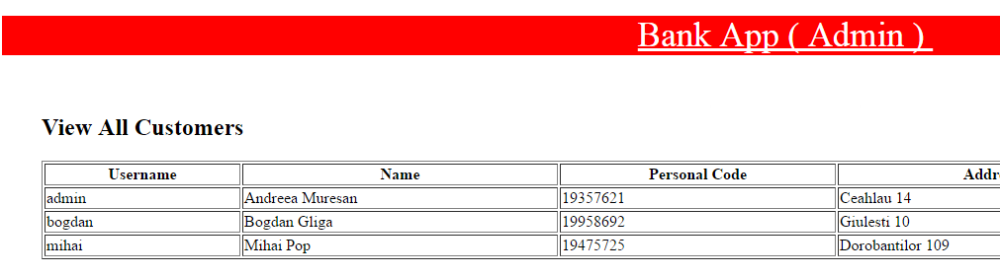 Bank App ( Admin )
View All Customers
Username Name Personal Code
admin Andreea Muresan 19357621 Ceahlau 14
bogdan Bogdan Gliga 19958692 Giulesti 10
mihai Mihai Pop 19475725 Dorobantilor 109